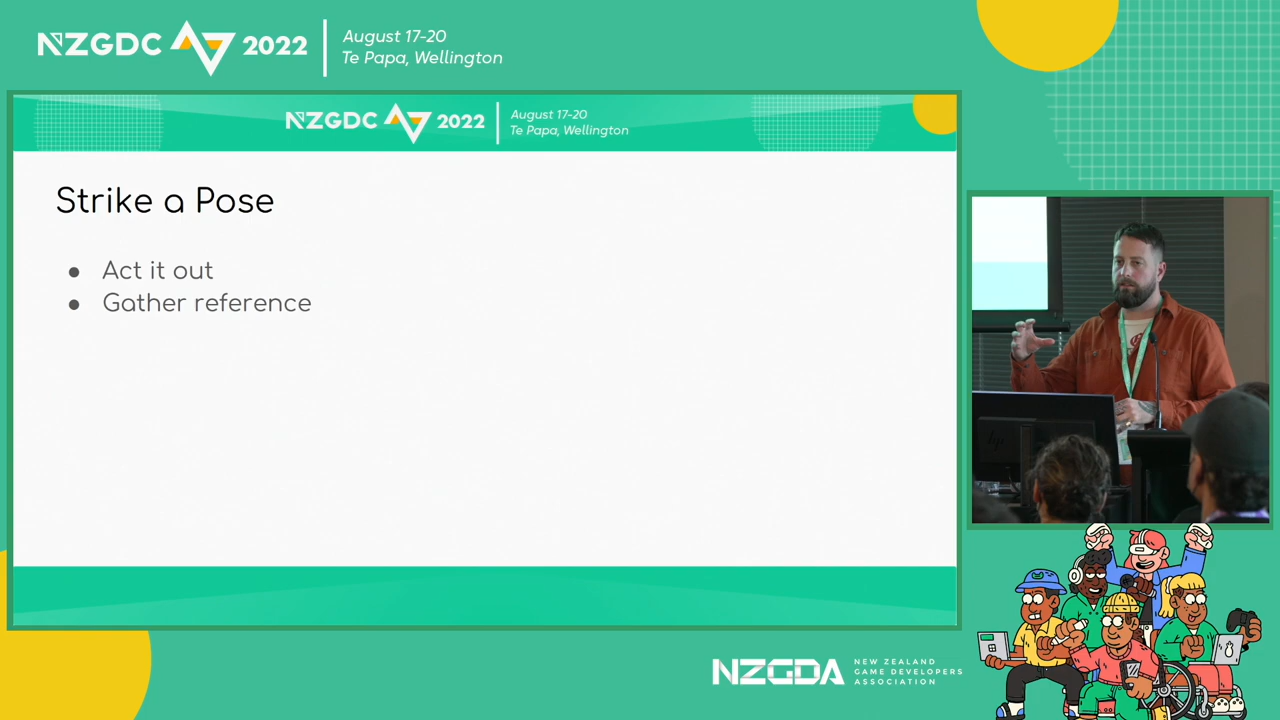 NZGDC 2022
August 17-20
Te Papa, Wellington
NZGDC 2022
August 17-20
Te Papa, Wellington
Strike a Pose
● Act it out
● Gather reference
hp
NZGDA
NEW ZEALAND
GAME DEVELOPERS
ASSOCIATION